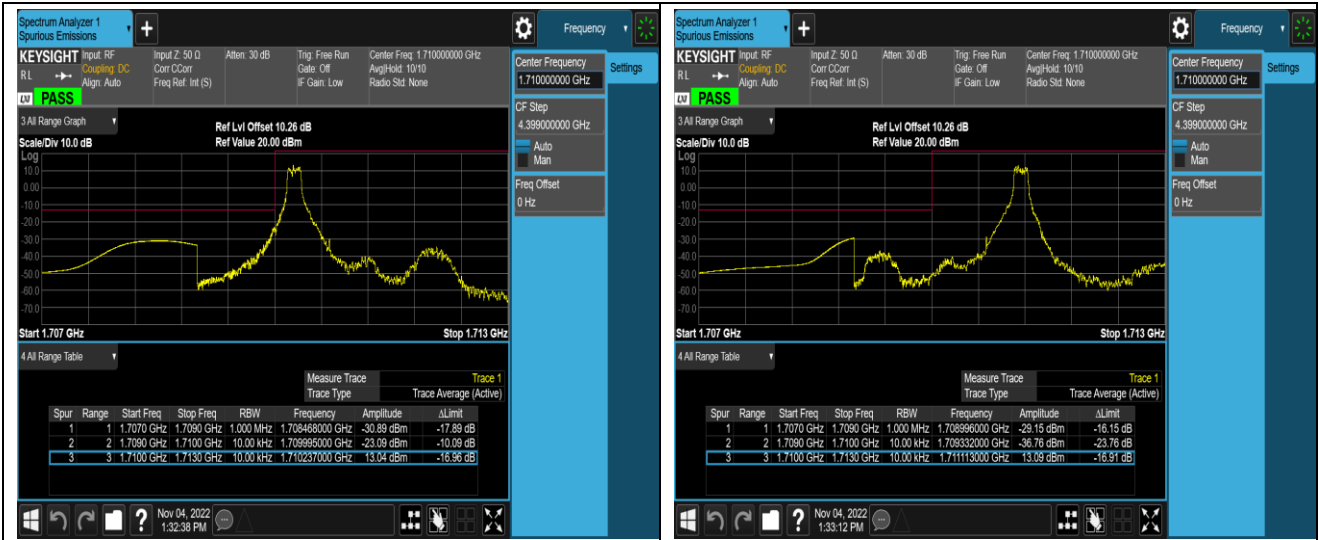 Spectrum Analyzer 1
Spurious Emissions
Frequency
KEYSIGHT
RL
Input: RF
Coupling: DC
Align: Auto
Input Z: 50 Ω
Corr CCorr
Freq Ref: Int (S)
Atten: 30 dB
Trig: Free Run
Gate: Off
IF Gain: Low
Center Freq: 1.710000000 GHz
Avg|Hold: 10/10
Radio Std: None
PASS
Center Frequency
1.710000000 GHz
Settings
CF Step
4.399000000 GHz
Auto
Man
Freq Offset
0 Hz
3 All Range Graph
Ref Lvl Offset 10.26 dB
Scale/Div 10.0 dB
Ref Value 20.00 dBm
Log
10.0
0.00
-10.0
-20.0
-30.0
-40.0
-50.0
-60.0
-70.0
Start 1.707 GHz
Stop 1.713 GHz
4 All Range Table
Measure Trace Trace 1
Trace Type Trace Average (Active)
Spur Range Start Freq Stop Freq RBW Frequency Amplitude ΔLimit
1 1 1.7070 GHz 1.7090 GHz 1.000 MHz 1.708468000 GHz -30.89 dBm -17.89 dB
2 2 1.7090 GHz 1.7100 GHz 10.00 kHz 1.709995000 GHz -23.09 dBm -10.09 dB
3 3 1.7100 GHz 1.7130 GHz 10.00 kHz 1.710237000 GHz 13.04 dBm -16.96 dB
?
Nov 04, 2022
1:32:38 PM
Spectrum Analyzer 1
Spurious Emissions
Frequency
KEYSIGHT
RL
Input: RF
Coupling: DC
Align: Auto
Input Z: 50 Ω
Corr CCorr
Freq Ref: Int (S)
Atten: 30 dB
Trig: Free Run
Gate: Off
IF Gain: Low
Center Freq: 1.710000000 GHz
Avg|Hold: 10/10
Radio Std: None
PASS
Center Frequency
1.710000000 GHz
Settings
CF Step
4.399000000 GHz
Auto
Man
Freq Offset
0 Hz
3 All Range Graph
Ref Lvl Offset 10.26 dB
Scale/Div 10.0 dB
Ref Value 20.00 dBm
Log
10.0
0.00
-10.0
-20.0
-30.0
-40.0
-50.0
-60.0
-70.0
Start 1.707 GHz
Stop 1.713 GHz
4 All Range Table
Measure Trace Trace 1
Trace Type Trace Average (Active)
Spur Range Start Freq Stop Freq RBW Frequency Amplitude ΔLimit
1 1 1.7070 GHz 1.7090 GHz 1.000 MHz 1.708996000 GHz -29.15 dBm -16.15 dB
2 2 1.7090 GHz 1.7100 GHz 10.00 kHz 1.709332000 GHz -36.76 dBm -23.76 dB
3 3 1.7100 GHz 1.7130 GHz 10.00 kHz 1.711113000 GHz 13.09 dBm -16.91 dB
?
Nov 04, 2022
1:33:12 PM